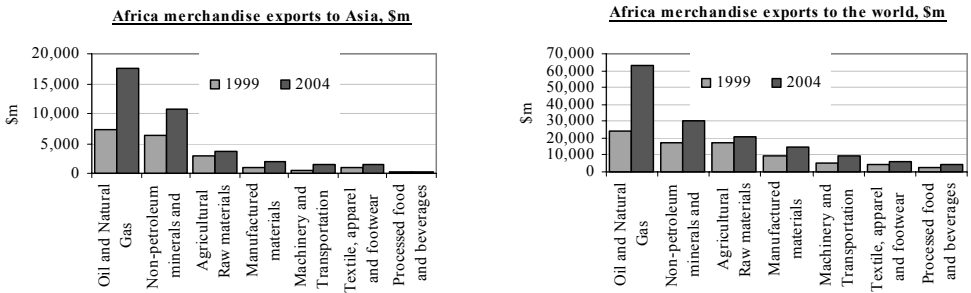 Africa merchandise exports to Asia, $m
20,000
15,000
10,000
5,000
0
$m
1999
2004
Oil and Natural
Gas
Non-petroleum
minerals and
Agricultural
Raw materials
Manufactured
materials
Machinery and
Transportation
Textile, apparel
and footwear
Processed food
and beverages
Africa merchandise exports to the world, $m
70,000
60,000
50,000
40,000
30,000
20,000
10,000
0
$m
1999
2004
Oil and Natural
Gas
Non-petroleum
minerals and
Agricultural
Raw materials
Manufactured
materials
Machinery and
Transportation
Textile, apparel
and footwear
Processed food
and beverages